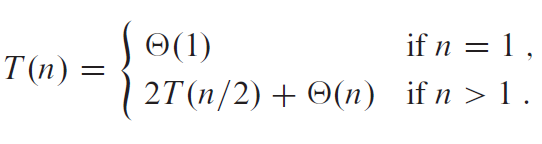 T(n) = { Θ(1) if n = 1 ,
2T(n/2) + Θ(n) if n > 1 .